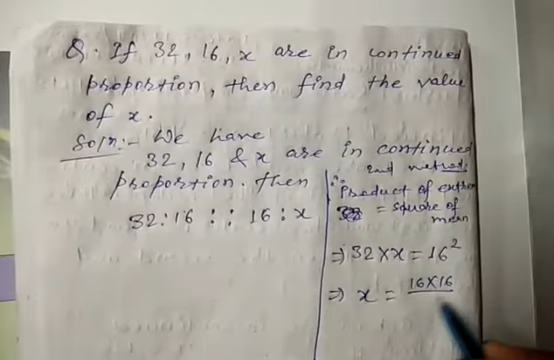 Q. If 32, 16, x are in continued
proportion, then find the value
of x.
Soln:- We have
32, 16 & x are in continued
proportion. then
32:16 :: 16:x
2nd method:
∴ Product of extrem
= square of
mean
⇒ 32 × x = 16²
⇒ x = 16×16